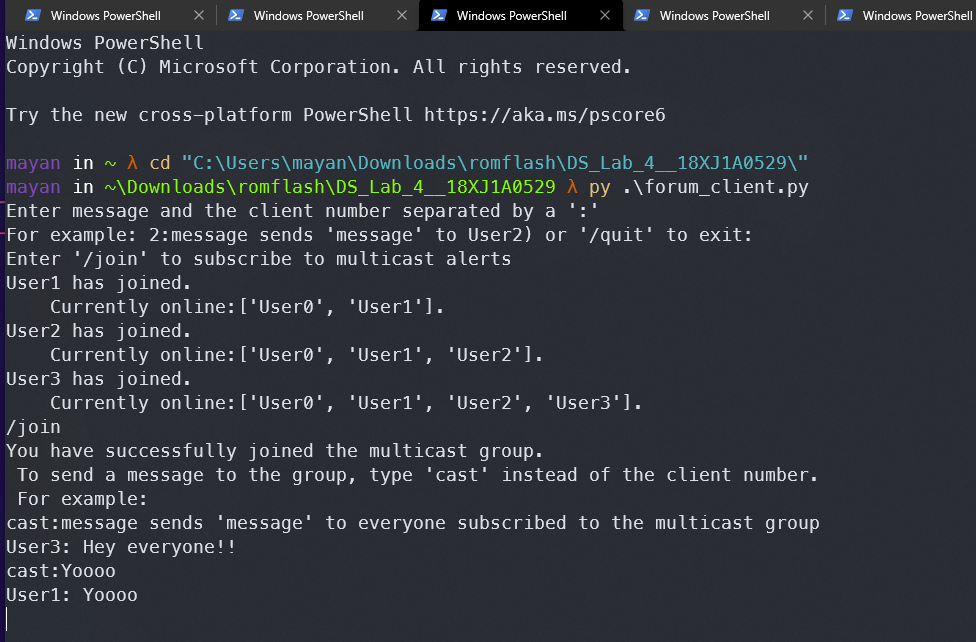 Windows PowerShell Windows PowerShell Windows PowerShell Windows PowerShell Windows PowerShell
Windows PowerShell
Copyright (C) Microsoft Corporation. All rights reserved.
Try the new cross-platform PowerShell https://aka.ms/pscore6
mayan in ~ λ cd "C:\Users\mayan\Downloads\romflash\DS_Lab_4__18XJ1A0529\"
mayan in ~\Downloads\romflash\DS_Lab_4__18XJ1A0529 λ py .\forum_client.py
Enter message and the client number separated by a ':'
For example: 2:message sends 'message' to User2) or '/quit' to exit:
Enter '/join' to subscribe to multicast alerts
User1 has joined.
    Currently online:['User0', 'User1'].
User2 has joined.
    Currently online:['User0', 'User1', 'User2'].
User3 has joined.
    Currently online:['User0', 'User1', 'User2', 'User3'].
/join
You have successfully joined the multicast group.
 To send a message to the group, type 'cast' instead of the client number.
 For example:
cast:message sends 'message' to everyone subscribed to the multicast group
User3: Hey everyone!!
cast:Yoooo
User1: Yoooo